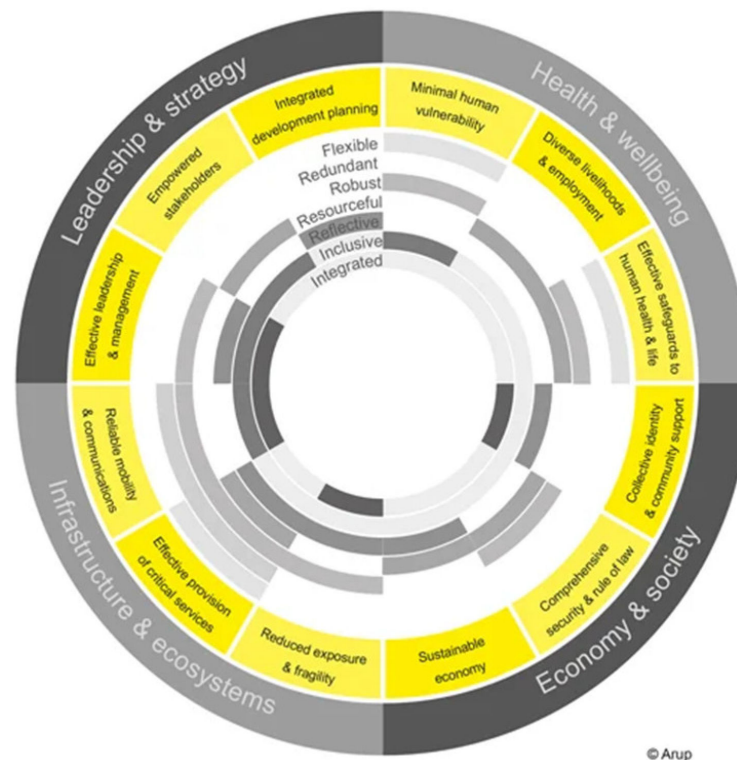 Leadership & strategy
Health & wellbeing
Integrated
development planning
Minimal human
vulnerability
Empowered
stakeholders
Diverse livelihoods
& employment
Effective leadership
& management
Effective safeguards to
human health & life
Flexible
Redundant
Robust
Resourceful
Reflective
Inclusive
Integrated
Reliable mobility
& communications
Collective identity
& community support
Effective provision
of critical services
Comprehensive
security & rule of law
Reduced exposure
& fragility
Sustainable
economy
Infrastructure & ecosystems
Economy & society
© Arup